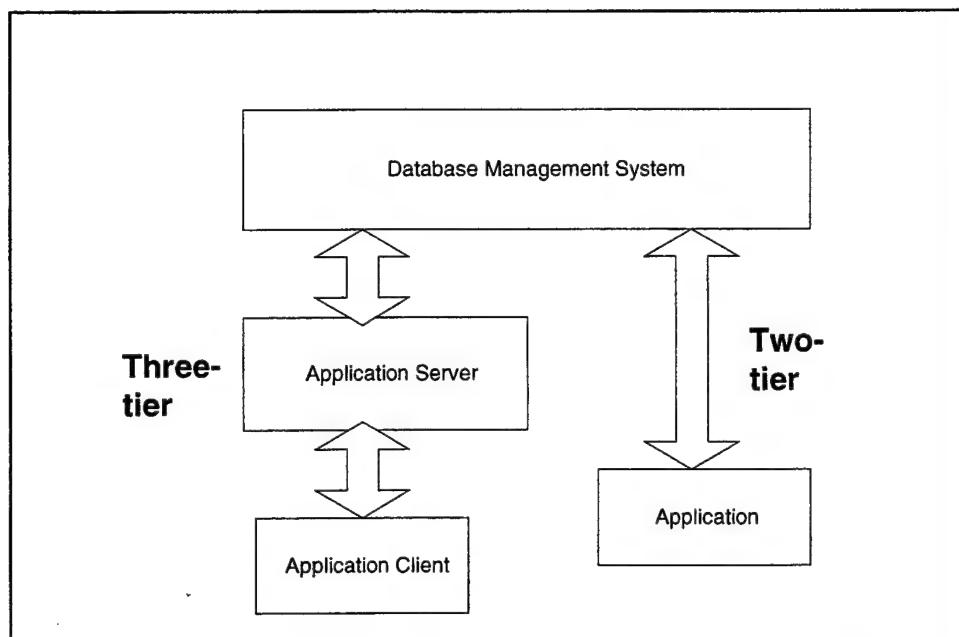 Database Management System
Three-
tier
Application Server
Two-
tier
Application
Application Client